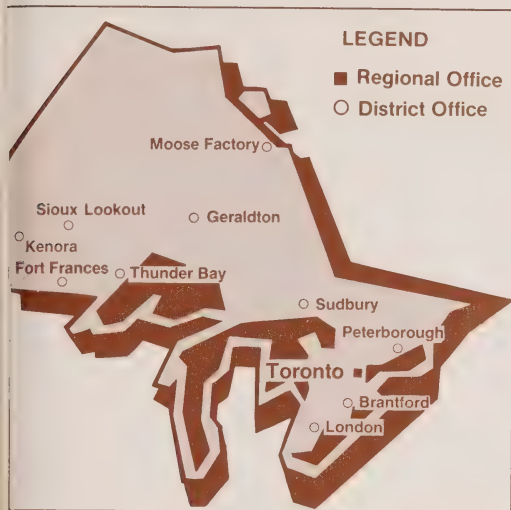 LEGEND
Regional Office
District Office
Moose Factory
Sioux Lookout
Geraldton
Kenora
Fort Frances
Thunder Bay
Sudbury
Peterborough
Toronto
Brantford
London